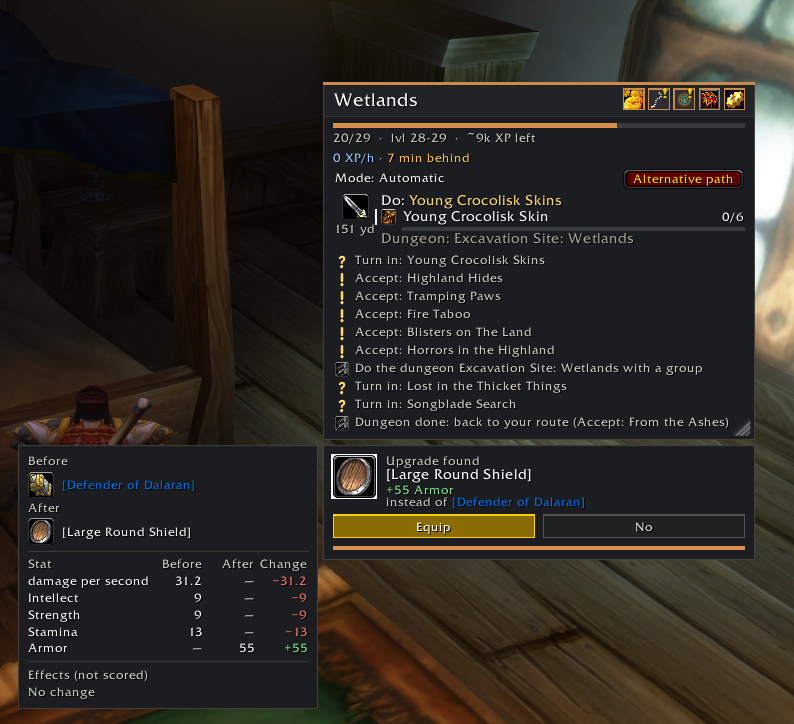 Wetlands
20/29 · lvl 28-29 · ~9k XP left
0 XP/h · 7 min behind
Mode: Automatic
Alternative path
Do: Young Crocolisk Skins
Young Crocolisk Skin 0/6
151 yd
Dungeon: Excavation Site: Wetlands
Turn in: Young Crocolisk Skins
Accept: Highland Hides
Accept: Tramping Paws
Accept: Fire Taboo
Accept: Blisters on The Land
Accept: Horrors in the Highland
Do the dungeon Excavation Site: Wetlands with a group
Turn in: Lost in the Thicket Things
Turn in: Songblade Search
Dungeon done: back to your route (Accept: From the Ashes)
Before
[Defender of Dalaran]
After
[Large Round Shield]
Stat Before After Change
damage per second 31.2 — -31.2
Intellect 9 — -9
Strength 9 — -9
Stamina 13 — -13
Armor — 55 +55
Effects (not scored)
No change
Upgrade found
[Large Round Shield]
+55 Armor
instead of [Defender of Dalaran]
Equip
No